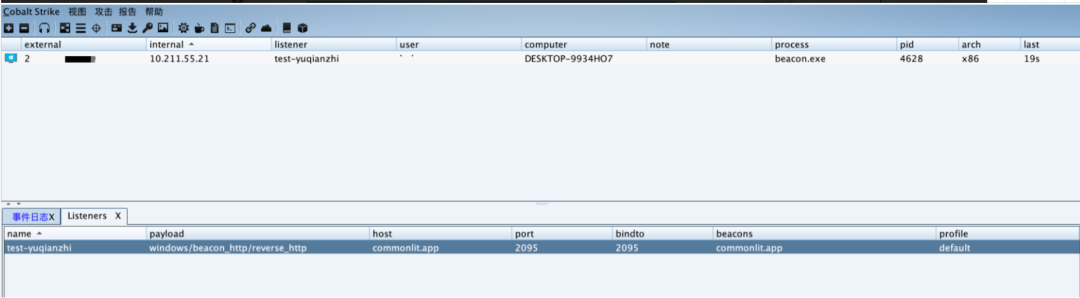 Cobalt Strike 视图 攻击 报告 帮助
external internal listener user computer note process pid arch last
2 10.211.55.21 test-yuqianzhi DESKTOP-9934HO7 beacon.exe 4628 x86 19s
事件日志X Listeners X
name payload host port bindto beacons profile
test-yuqianzhi windows/beacon_http/reverse_http commonlit.app 2095 2095 commonlit.app default